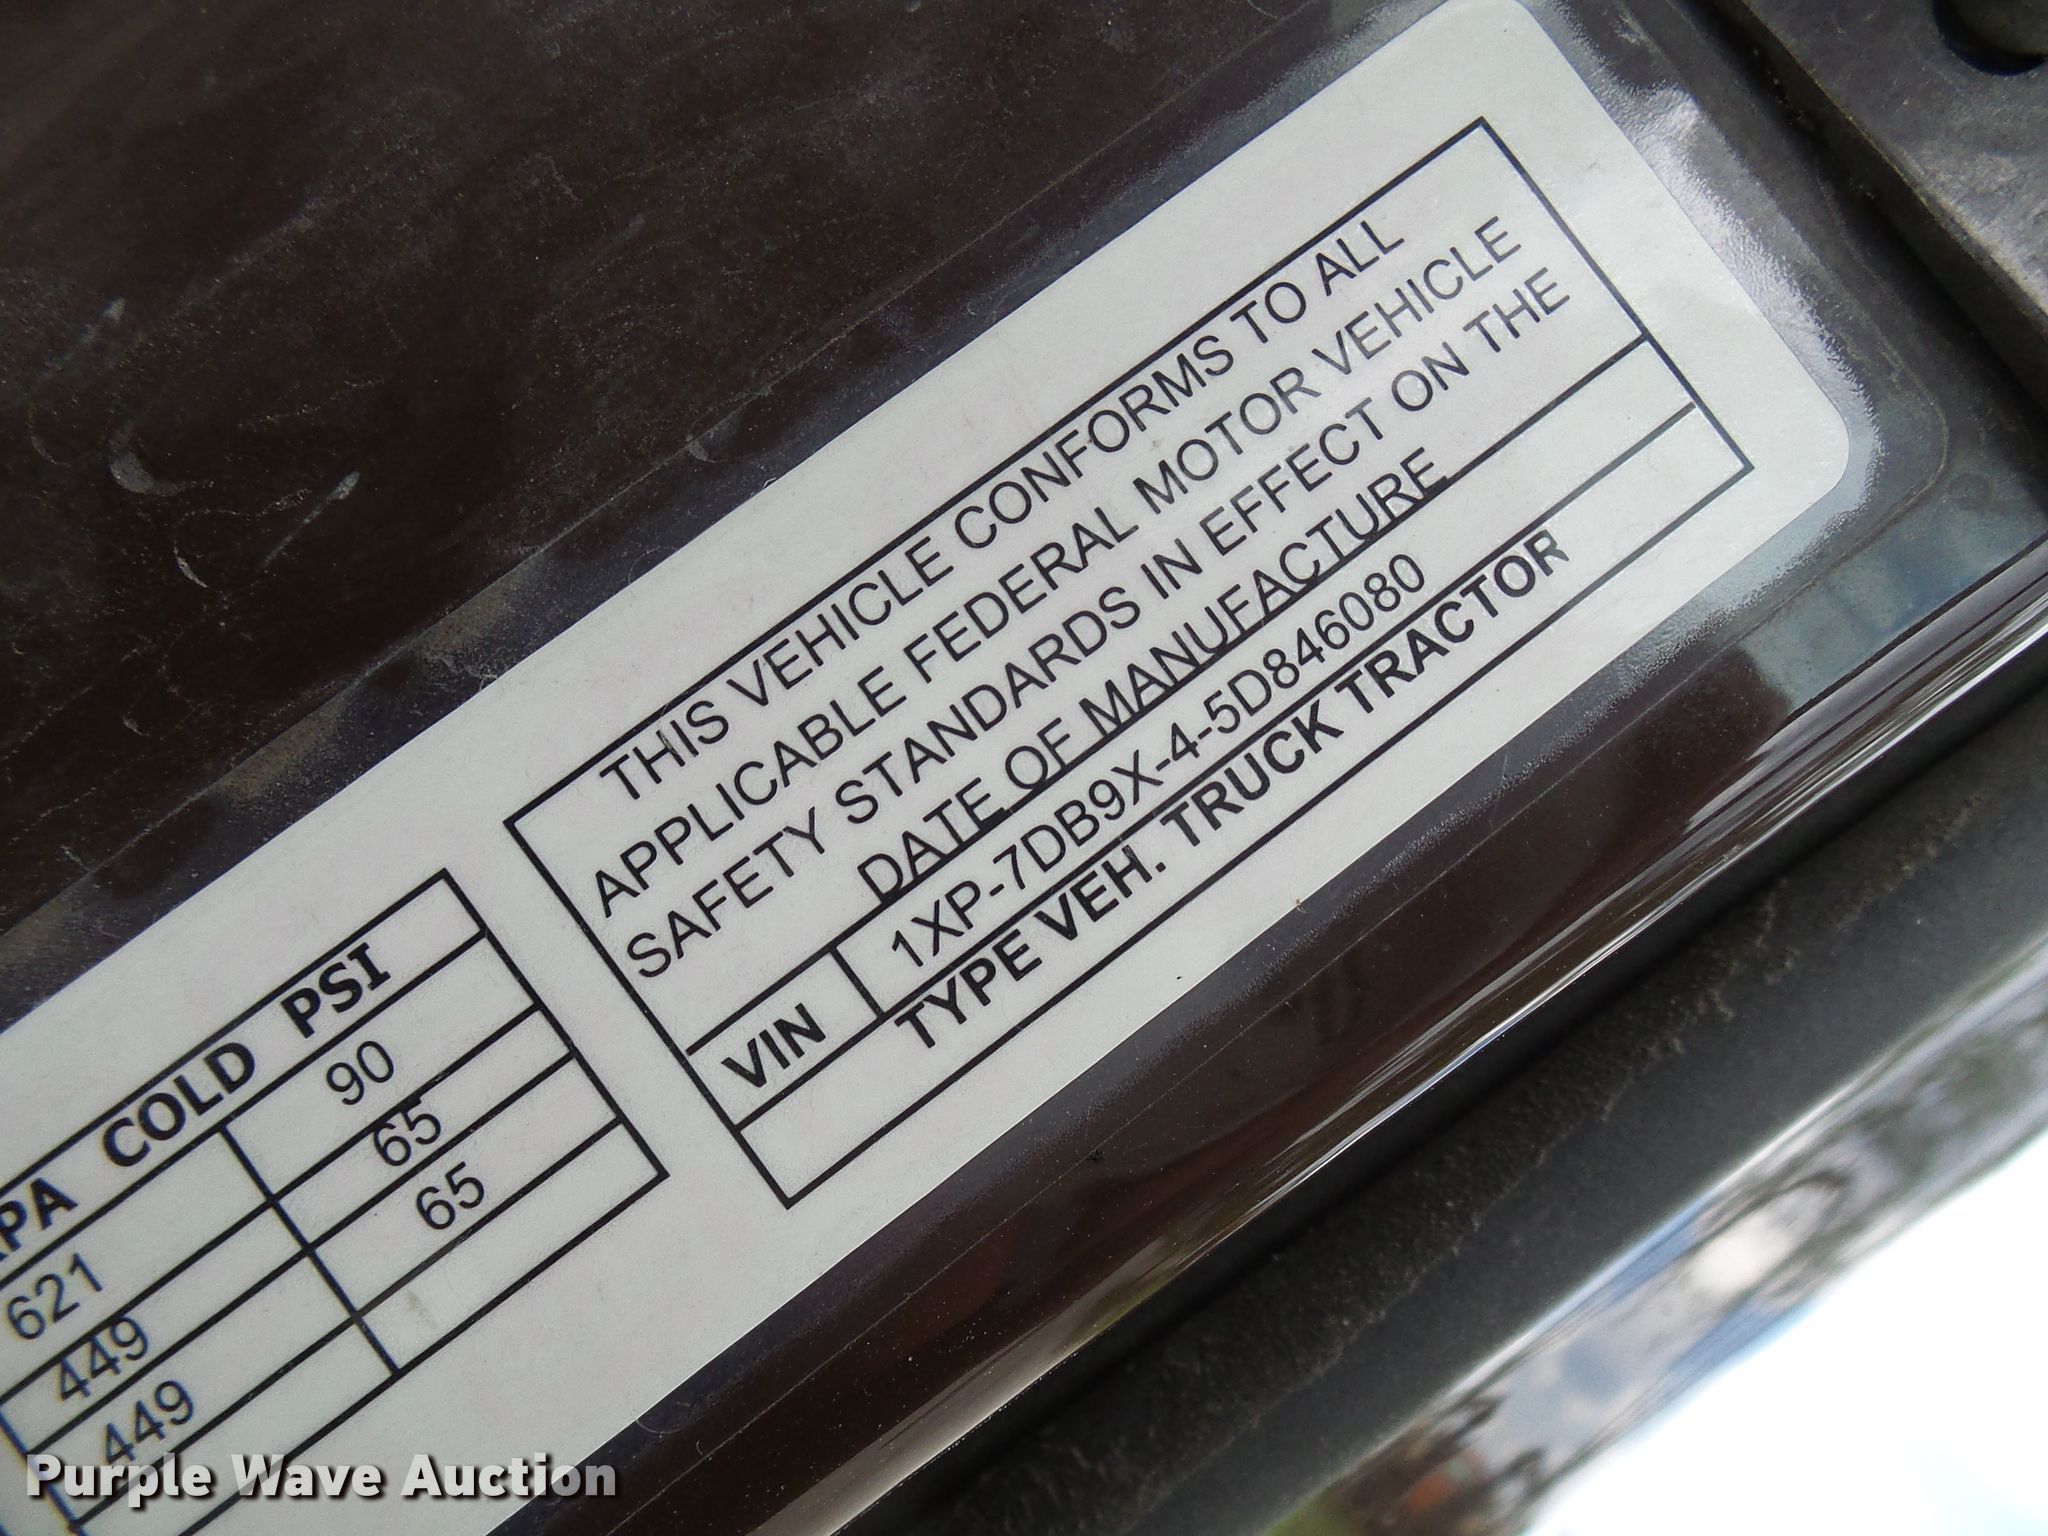 THIS VEHICLE CONFORMS TO ALL
APPLICABLE FEDERAL MOTOR VEHICLE
SAFETY STANDARDS IN EFFECT ON THE
DATE OF MANUFACTURE
VIN 1XP-7DB9X-4-5D846080
TYPE VEH. TRUCK TRACTOR
KPA COLD PSI
621 90
449 65
449 65
Purple Wave Auction